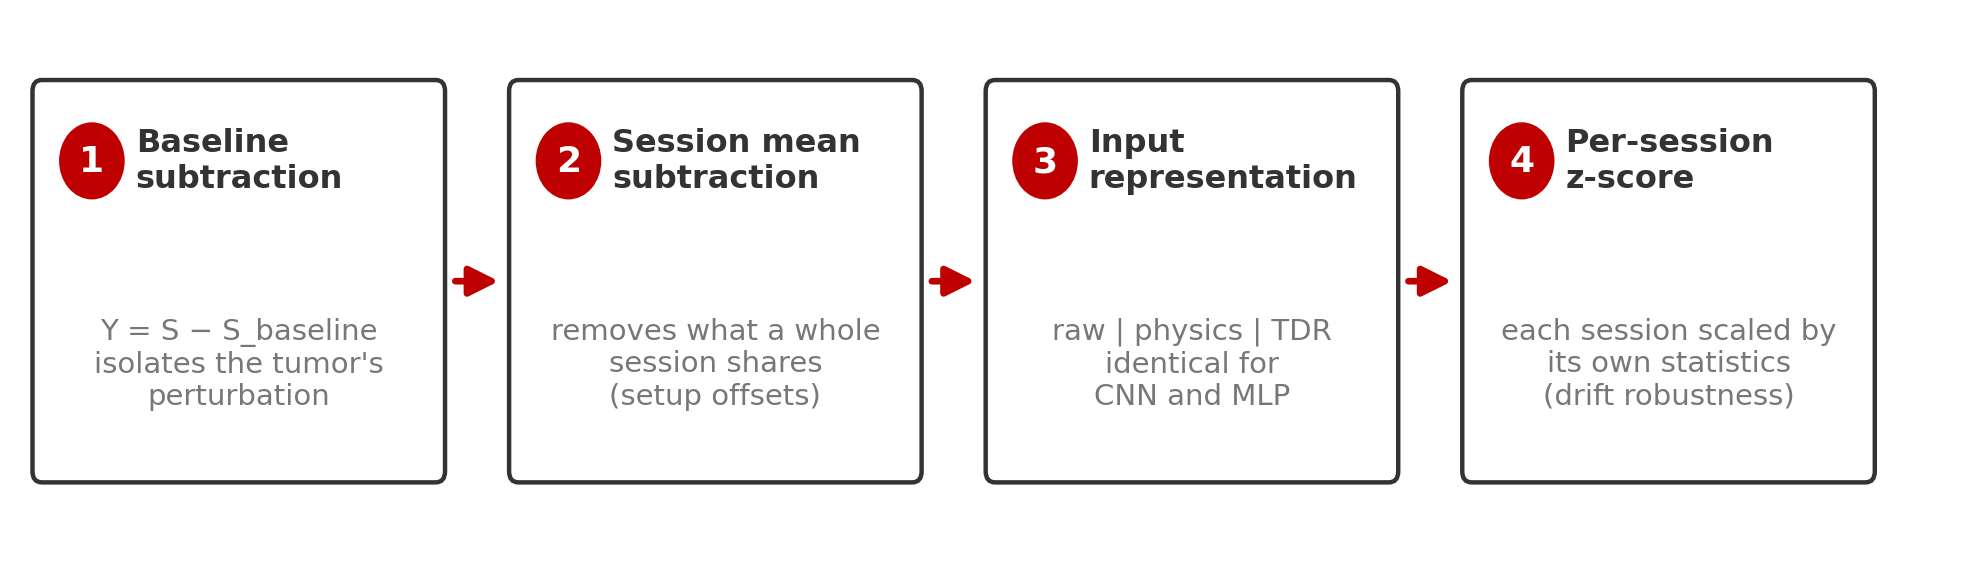 1
Baseline
subtraction
Y = S − S_baseline
isolates the tumor's
perturbation
2
Session mean
subtraction
removes what a whole
session shares
(setup offsets)
3
Input
representation
raw | physics | TDR
identical for
CNN and MLP
4
Per-session
z-score
each session scaled by
its own statistics
(drift robustness)